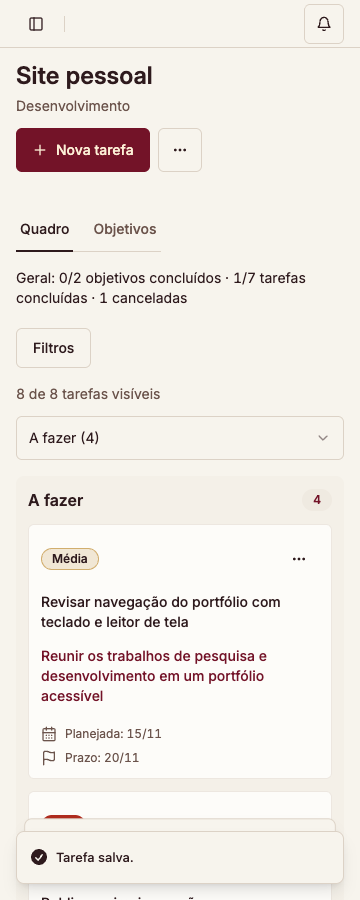 Site pessoal
Desenvolvimento
Nova tarefa
Quadro Objetivos
Geral: 0/2 objetivos concluídos · 1/7 tarefas
concluídas · 1 canceladas
Filtros
8 de 8 tarefas visíveis
A fazer (4)
A fazer 4
Média
Revisar navegação do portfólio com
teclado e leitor de tela
Reunir os trabalhos de pesquisa e
desenvolvimento em um portfólio
acessível
Planejada: 15/11
Prazo: 20/11
Tarefa salva.